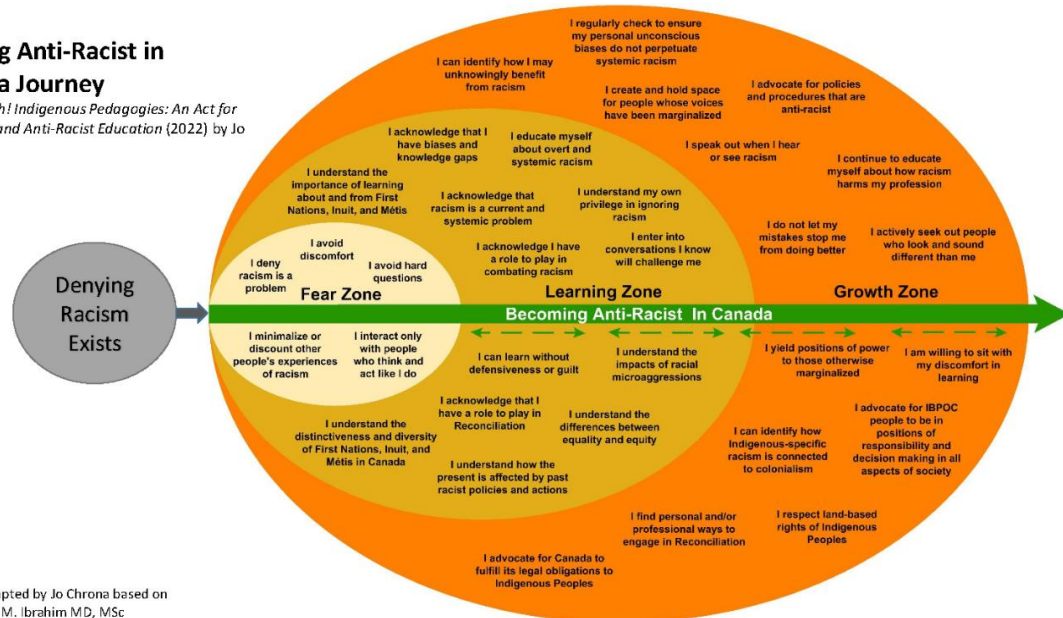 g Anti-Racist in
a Journey
h! Indigenous Pedagogies: An Act for
and Anti-Racist Education (2022) by Jo
I regularly check to ensure
my personal unconscious
biases do not perpetuate
systemic racism
I can identify how I may
unknowingly benefit
from racism
I create and hold space
for people whose voices
have been marginalized
I advocate for policies
and procedures that are
anti-racist
I acknowledge that I
have biases and
knowledge gaps
I educate myself
about overt and
systemic racism
I speak out when I hear
or see racism
I continue to educate
myself about how racism
harms my profession
I understand the
importance of learning
about and from First
Nations, Inuit, and Métis
I acknowledge that
racism is a current and
systemic problem
I understand my own
privilege in ignoring
racism
I do not let my
mistakes stop me
from doing better
I actively seek out people
who look and sound
different than me
I avoid
discomfort
I deny
racism is a
problem
I avoid hard
questions
I acknowledge I have
a role to play in
combating racism
I enter into
conversations I know
will challenge me
Denying
Racism
Exists
Fear Zone
Learning Zone
Growth Zone
Becoming Anti-Racist In Canada
I minimalize or
discount other
people's experiences
of racism
I interact only
with people
who think and
act like I do
I can learn without
defensiveness or guilt
I understand the
impacts of racial
microaggressions
I yield positions of power
to those otherwise
marginalized
I am willing to sit with
my discomfort in
learning
I acknowledge that I
have a role to play in
Reconciliation
I understand the
differences between
equality and equity
I understand the
distinctiveness and diversity
of First Nations, Inuit, and
Métis in Canada
I understand how the
present is affected by past
racist policies and actions
I can identify how
Indigenous-specific
racism is connected
to colonialism
I advocate for IBPOC
people to be in
positions of
responsibility and
decision making in all
aspects of society
I find personal and/or
professional ways to
engage in Reconciliation
I respect land-based
rights of Indigenous
Peoples
I advocate for Canada to
fulfill its legal obligations to
Indigenous Peoples
pted by Jo Chrona based on
M. Ibrahim MD, MSc